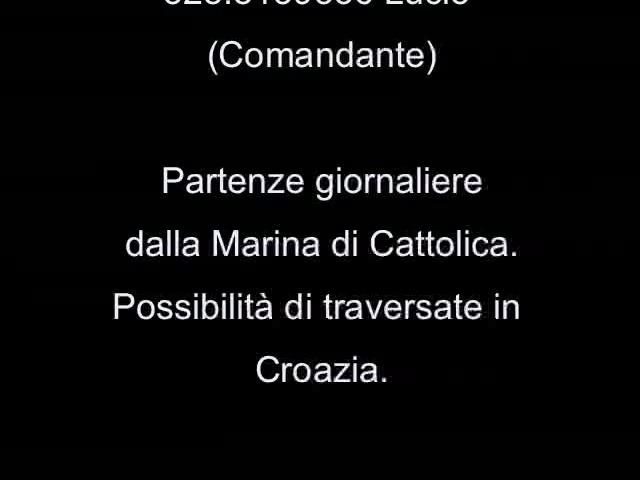 (Comandante)
Partenze giornaliere
dalla Marina di Cattolica.
Possibilità di traversate in
Croazia.